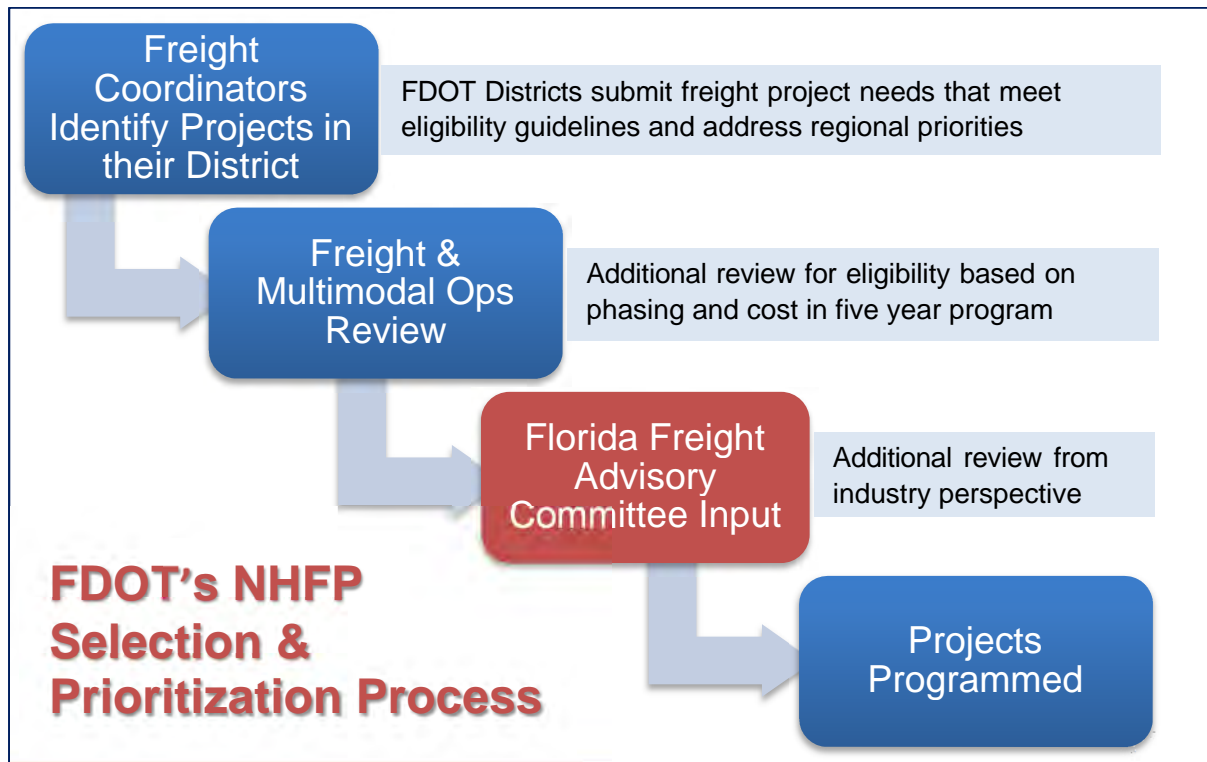 Freight
Coordinators
Identify Projects in
their District
FDOT Districts submit freight project needs that meet
eligibility guidelines and address regional priorities
Freight &
Multimodal Ops
Review
Additional review for eligibility based on
phasing and cost in five year program
Florida Freight
Advisory
Committee Input
Additional review from
industry perspective
Projects
Programmed
FDOT's NHFP
Selection &
Prioritization Process